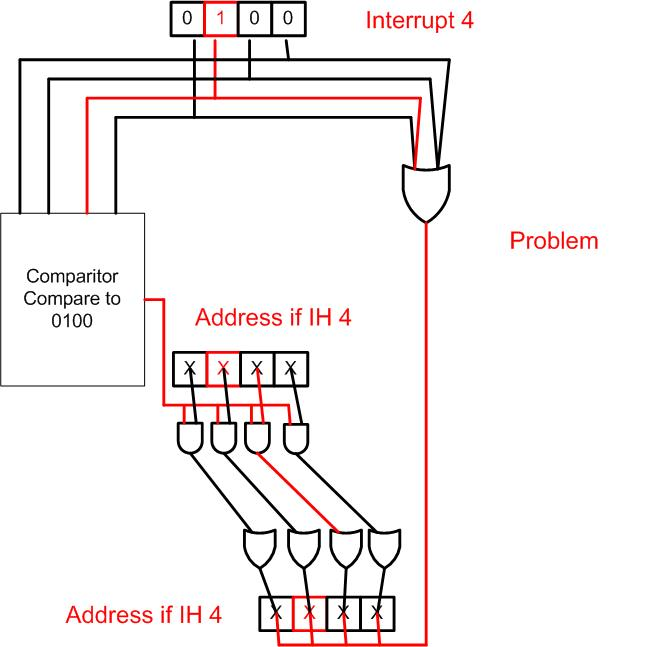 0 1 0 0
Interrupt 4
Problem
Comparitor
Compare to
0100
Address if IH 4
X X X X
Address if IH 4
X X X X